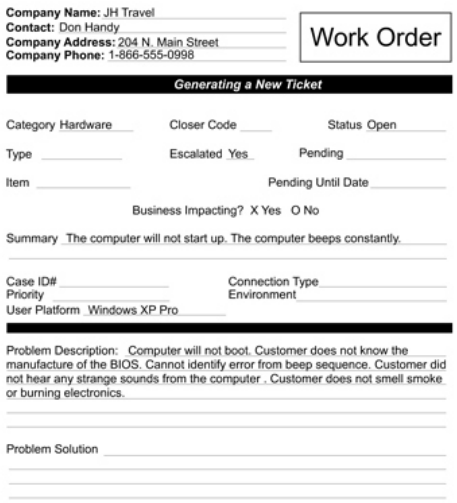 Company Name: JH Travel
Contact: Don Handy
Company Address: 204 N. Main Street
Company Phone: 1-866-555-0998
Work Order
Generating a New Ticket
Category Hardware Closer Code Status Open
Type Escalated Yes Pending
Item Pending Until Date
Business Impacting? X Yes O No
Summary The computer will not start up. The computer beeps constantly.
Case ID# Connection Type
Priority Environment
User Platform Windows XP Pro
Problem Description: Computer will not boot. Customer does not know the
manufacture of the BIOS. Cannot identify error from beep sequence. Customer did
not hear any strange sounds from the computer . Customer does not smell smoke
or burning electronics.
Problem Solution